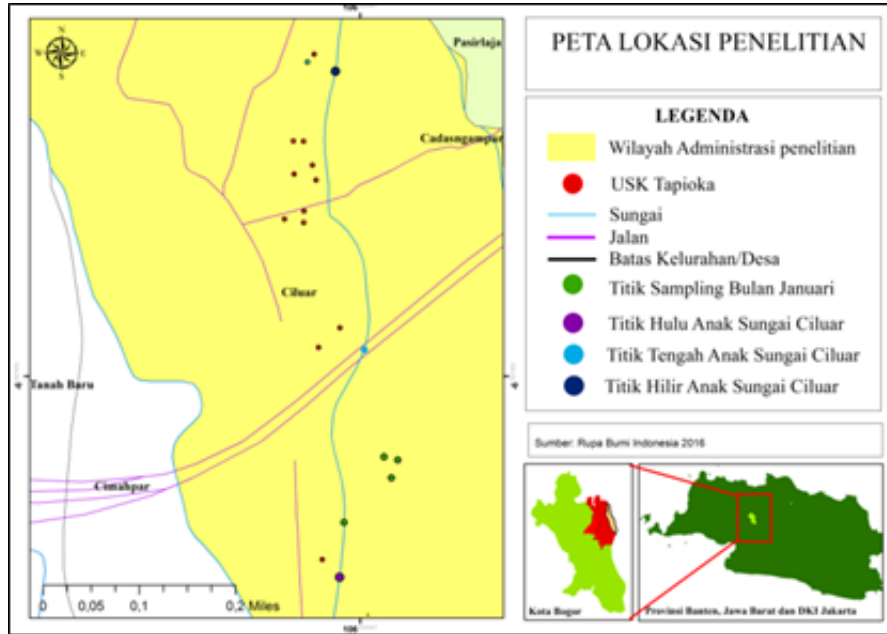 PETA LOKASI PENELITIAN
LEGENDA
Wilayah Administrasi penelitian
USK Tapioka
Sungai
Jalan
Batas Kelurahan/Desa
Titik Sampling Bulan Januari
Titik Hulu Anak Sungai Ciluar
Titik Tengah Anak Sungai Ciluar
Titik Hilir Anak Sungai Ciluar
Sumber: Rupa Bumi Indonesia 2016
Kota Bogor
Provinsi Banten, Jawa Barat dan DKI Jakarta
106
N
W
E
S
Pasirlaja
Cadasngampar
Ciluar
Tanah Baru
Cimahpar
0 0,05 0,1 0,2 Miles
106